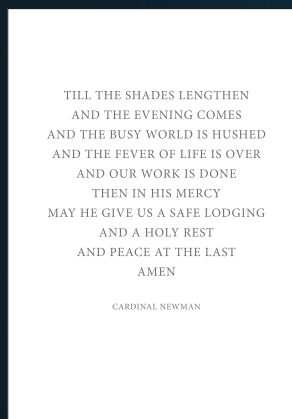 TILL THE SHADES LENGTHEN
AND THE EVENING COMES
AND THE BUSY WORLD IS HUSHED
AND THE FEVER OF LIFE IS OVER
AND OUR WORK IS DONE
THEN IN HIS MERCY
MAY HE GIVE US A SAFE LODGING
AND A HOLY REST
AND PEACE AT THE LAST
AMEN
CARDINAL NEWMAN